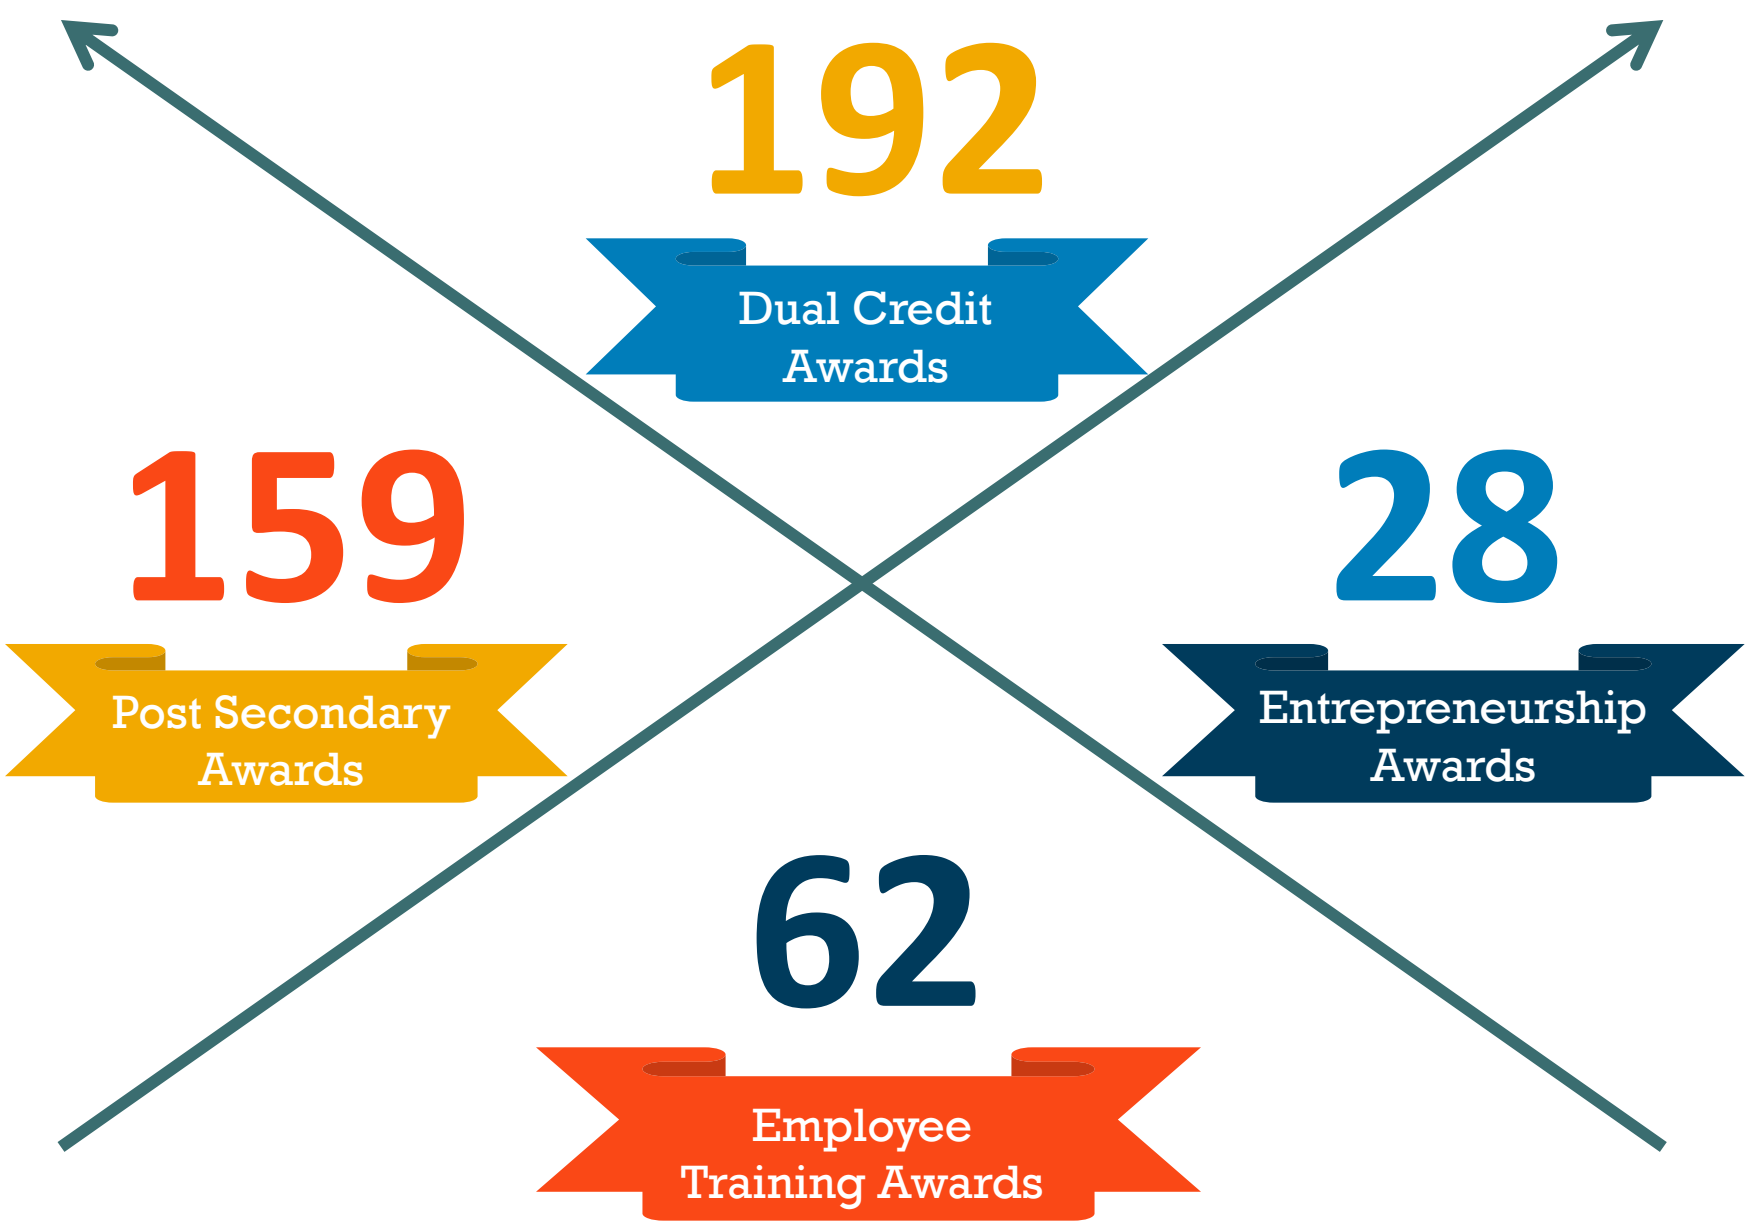 192
Dual Credit
Awards
159
Post Secondary
Awards
28
Entrepreneurship
Awards
62
Employee
Training Awards